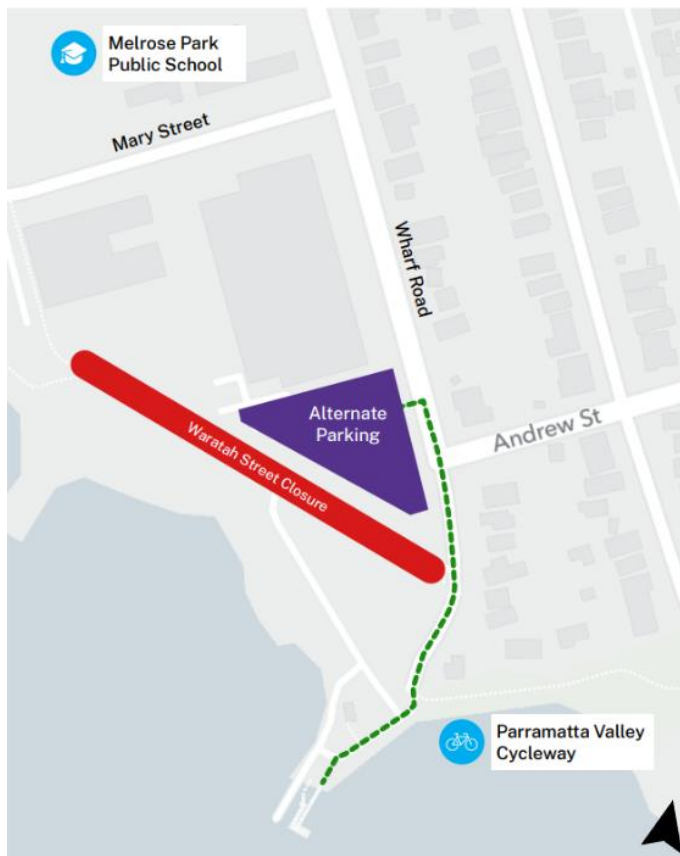 Melrose Park
Public School
Mary Street
Wharf Road
Alternate
Parking
Andrew St
Waratah Street Closure
Parramatta Valley
Cycleway